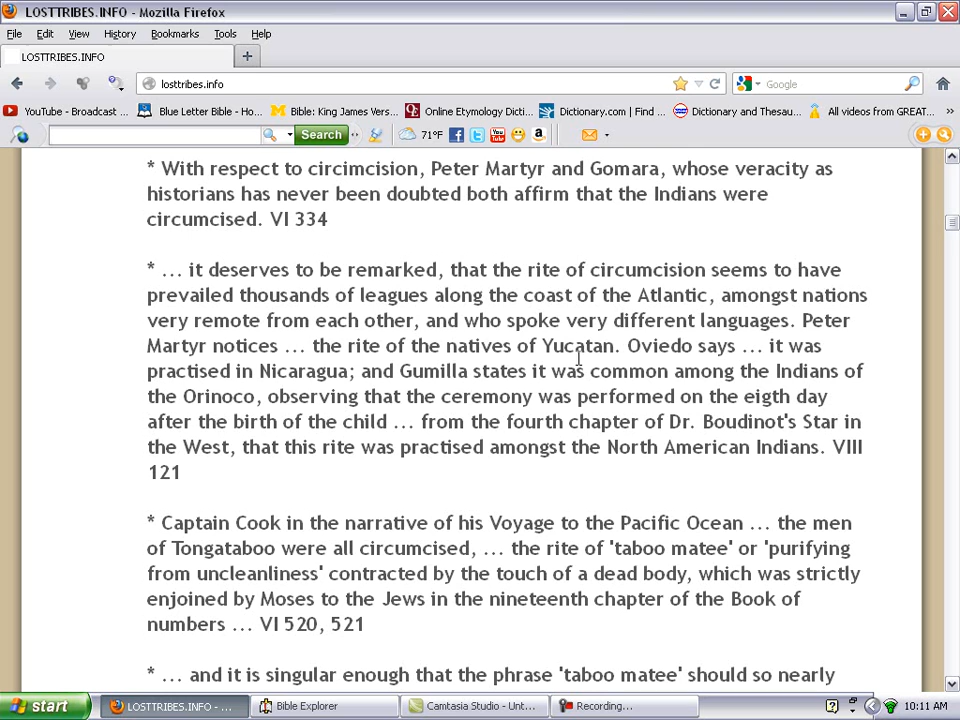 LOSTTRIBES.INFO - Mozilla Firefox
File Edit View History Bookmarks Tools Help
LOSTTRIBES.INFO
losttribes.info
Google
YouTube - Broadcast ... Blue Letter Bible - Ho... Bible: King James Vers... Online Etymology Dicti... Dictionary.com | Find ... Dictionary and Thesau... All videos from GREAT...
Search 71°F
* With respect to circimcision, Peter Martyr and Gomara, whose veracity as
historians has never been doubted both affirm that the Indians were
circumcised. VI 334
* ... it deserves to be remarked, that the rite of circumcision seems to have
prevailed thousands of leagues along the coast of the Atlantic, amongst nations
very remote from each other, and who spoke very different languages. Peter
Martyr notices ... the rite of the natives of Yucatan. Oviedo says ... it was
practised in Nicaragua; and Gumilla states it was common among the Indians of
the Orinoco, observing that the ceremony was performed on the eigth day
after the birth of the child ... from the fourth chapter of Dr. Boudinot's Star in
the West, that this rite was practised amongst the North American Indians. VIII
121
* Captain Cook in the narrative of his Voyage to the Pacific Ocean ... the men
of Tongataboo were all circumcised, ... the rite of 'taboo matee' or 'purifying
from uncleanliness' contracted by the touch of a dead body, which was strictly
enjoined by Moses to the Jews in the nineteenth chapter of the Book of
numbers ... VI 520, 521
* ... and it is singular enough that the phrase 'taboo matee' should so nearly
start LOSTTRIBES.INFO - ... Bible Explorer Camtasia Studio - Unt... Recording... 10:11 AM